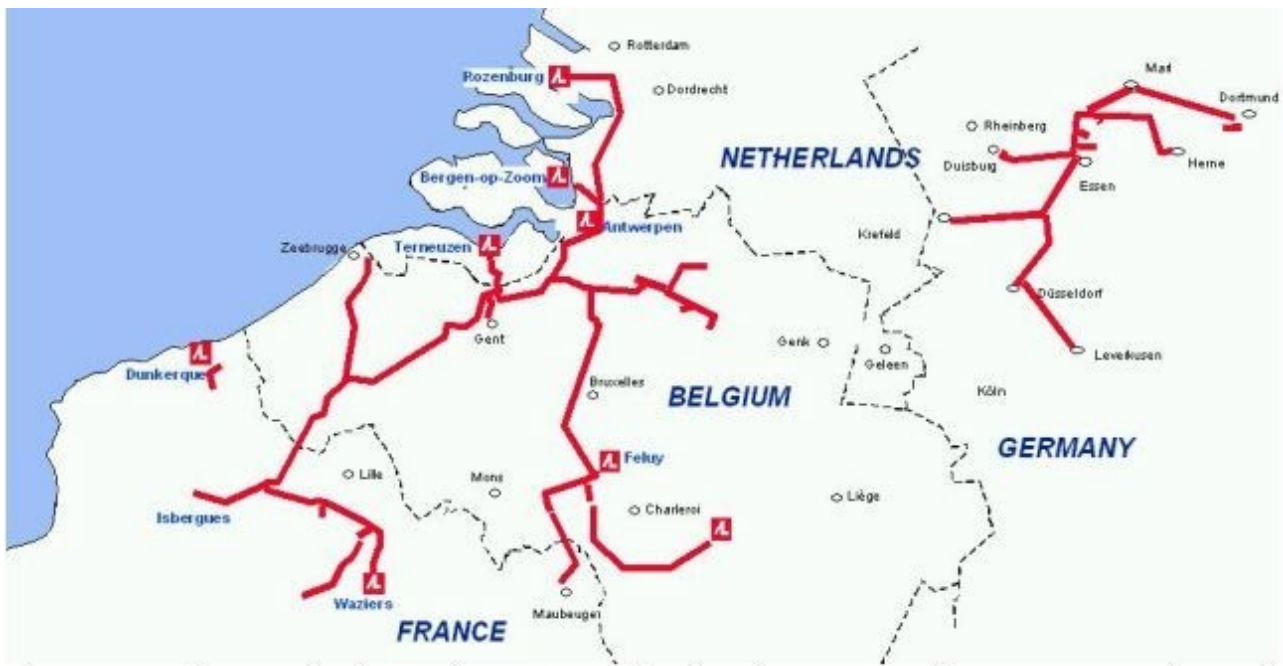 Rotterdam
Marl
Rozenburg
Dordrecht
Dortmund
Rheinberg
NETHERLANDS
Duisburg
Herne
Essen
Bergen-op-Zoom
Krefeld
Antwerpen
Terneuzen
Zeebrugge
Düsseldorf
Gent
Genk
Leverkusen
Geleen
Dunkerque
Bruxelles
BELGIUM
Köln
GERMANY
Feluy
Lille
Mons
Liège
Charleroi
Isbergues
Waziers
Maubeuger
FRANCE